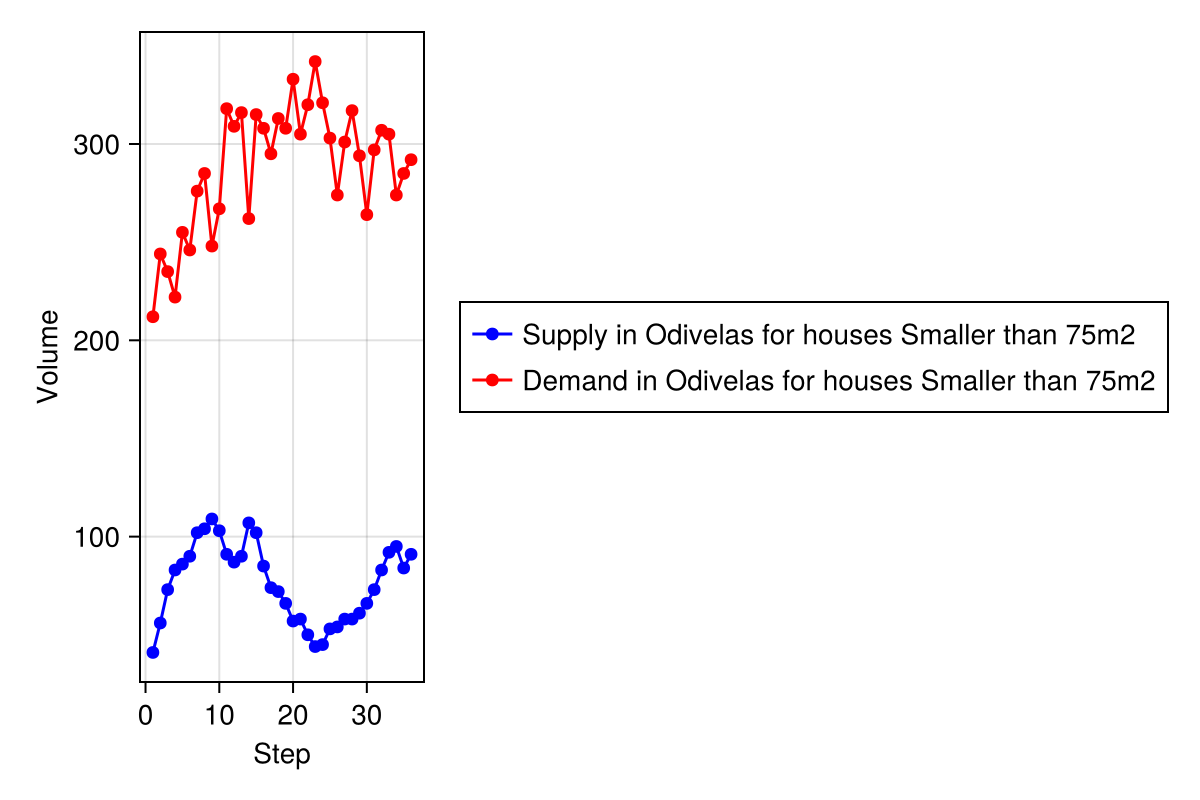 Volume
300
200
100
0 10 20 30
Step
Supply in Odivelas for houses Smaller than 75m2
Demand in Odivelas for houses Smaller than 75m2